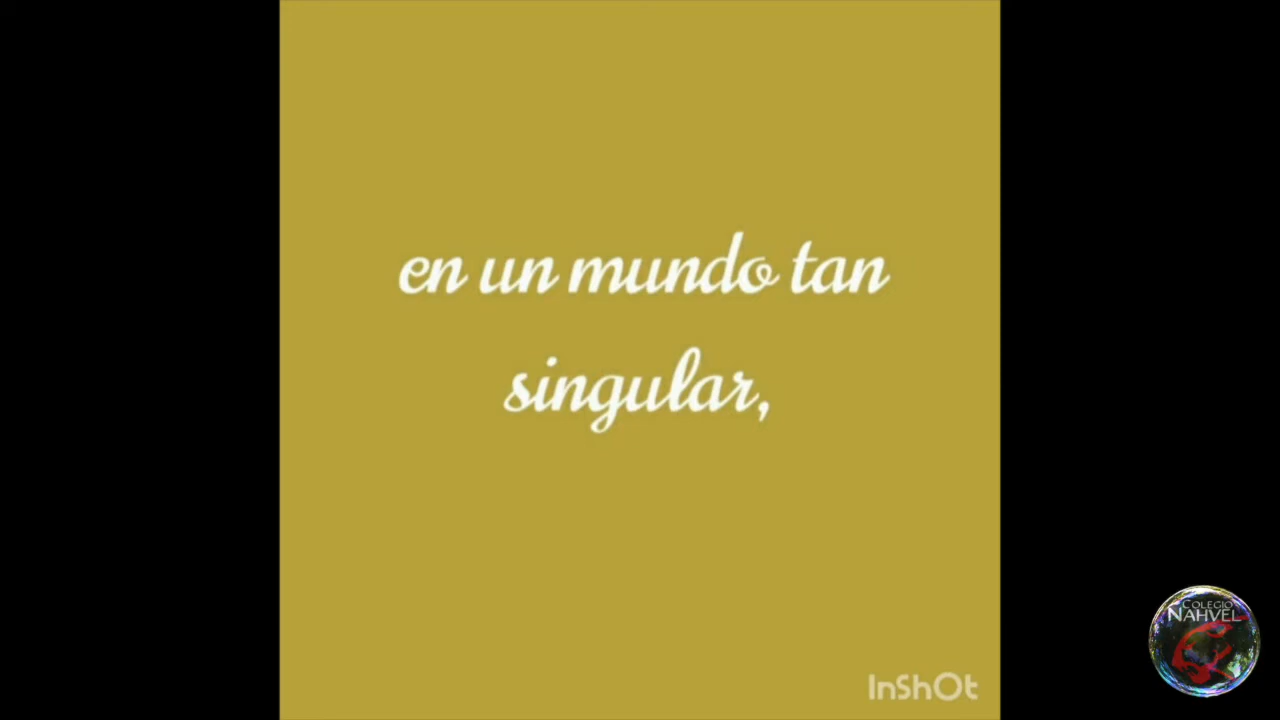 en un mundo tan
singular,
InShOt
COLEGIO
NAHVEL